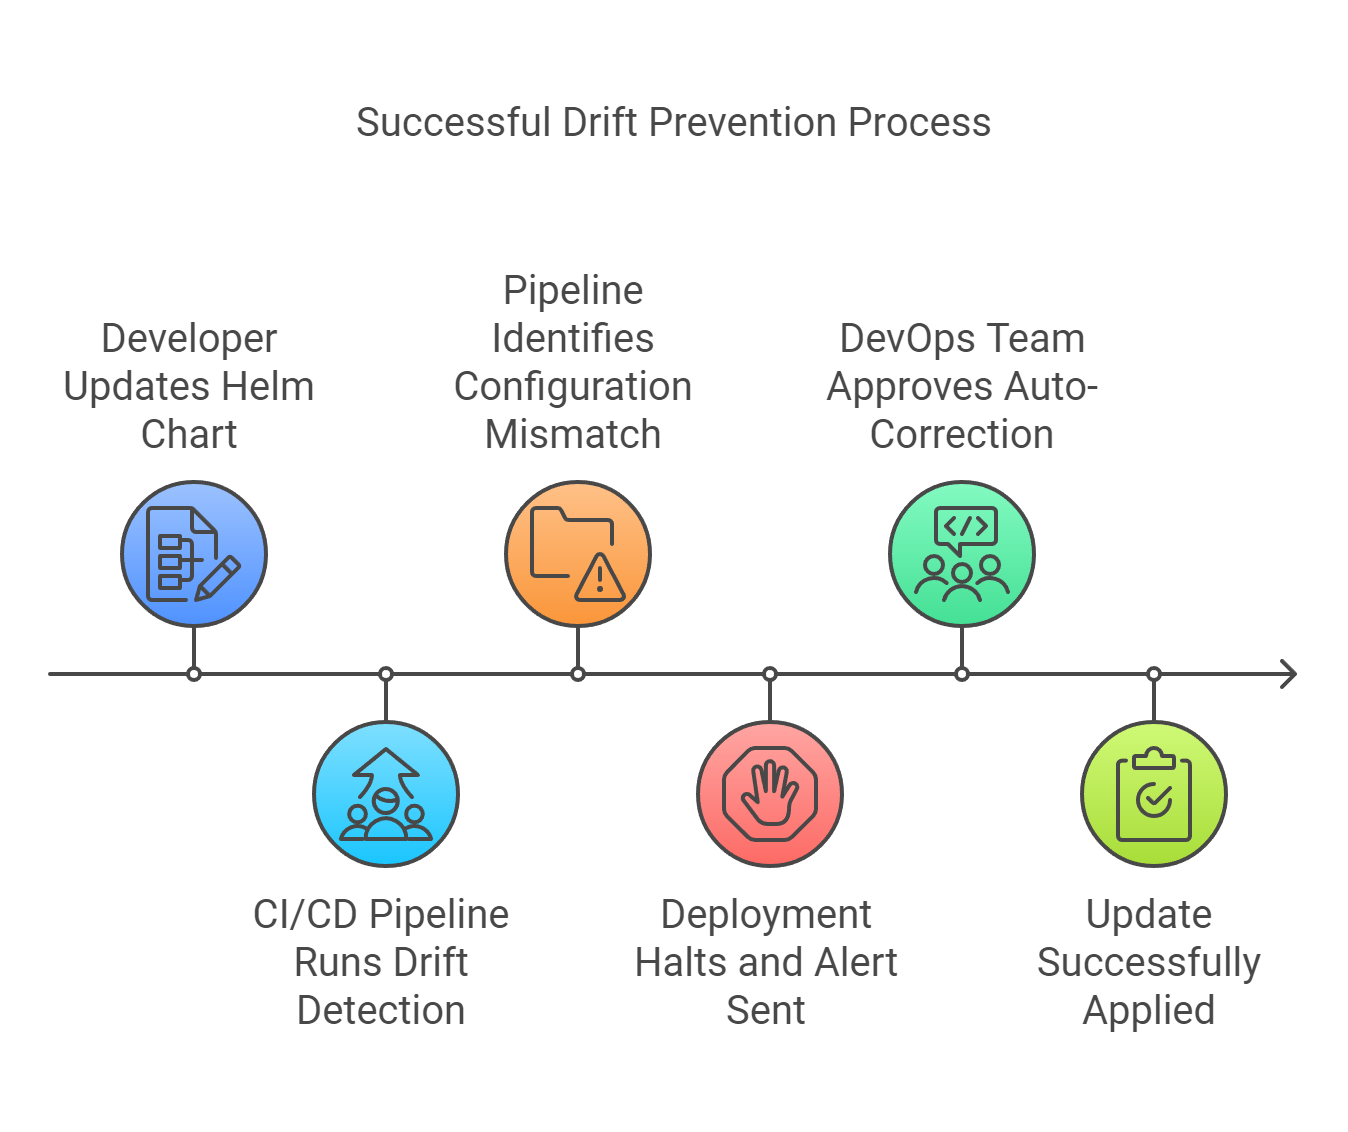 Successful Drift Prevention Process
Developer
Updates Helm
Chart
CI/CD Pipeline
Runs Drift
Detection
Pipeline
Identifies
Configuration
Mismatch
Deployment
Halts and Alert
Sent
DevOps Team
Approves Auto-
Correction
Update
Successfully
Applied